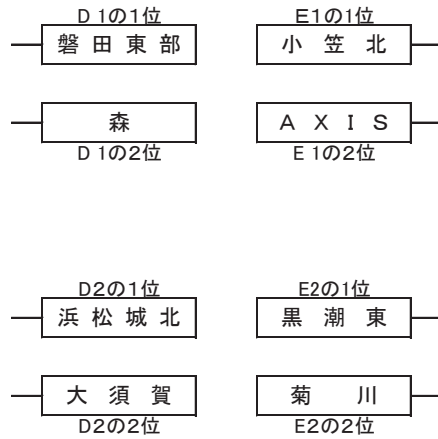 D 1の1位 E1の1位
磐 田 東 部 小 笠 北
森 A X I S
D 1の2位 E 1の2位
D2の1位 E2の1位
浜 松 城 北 黒 潮 東
大 須 賀 菊 川
D2の2位 E2の2位